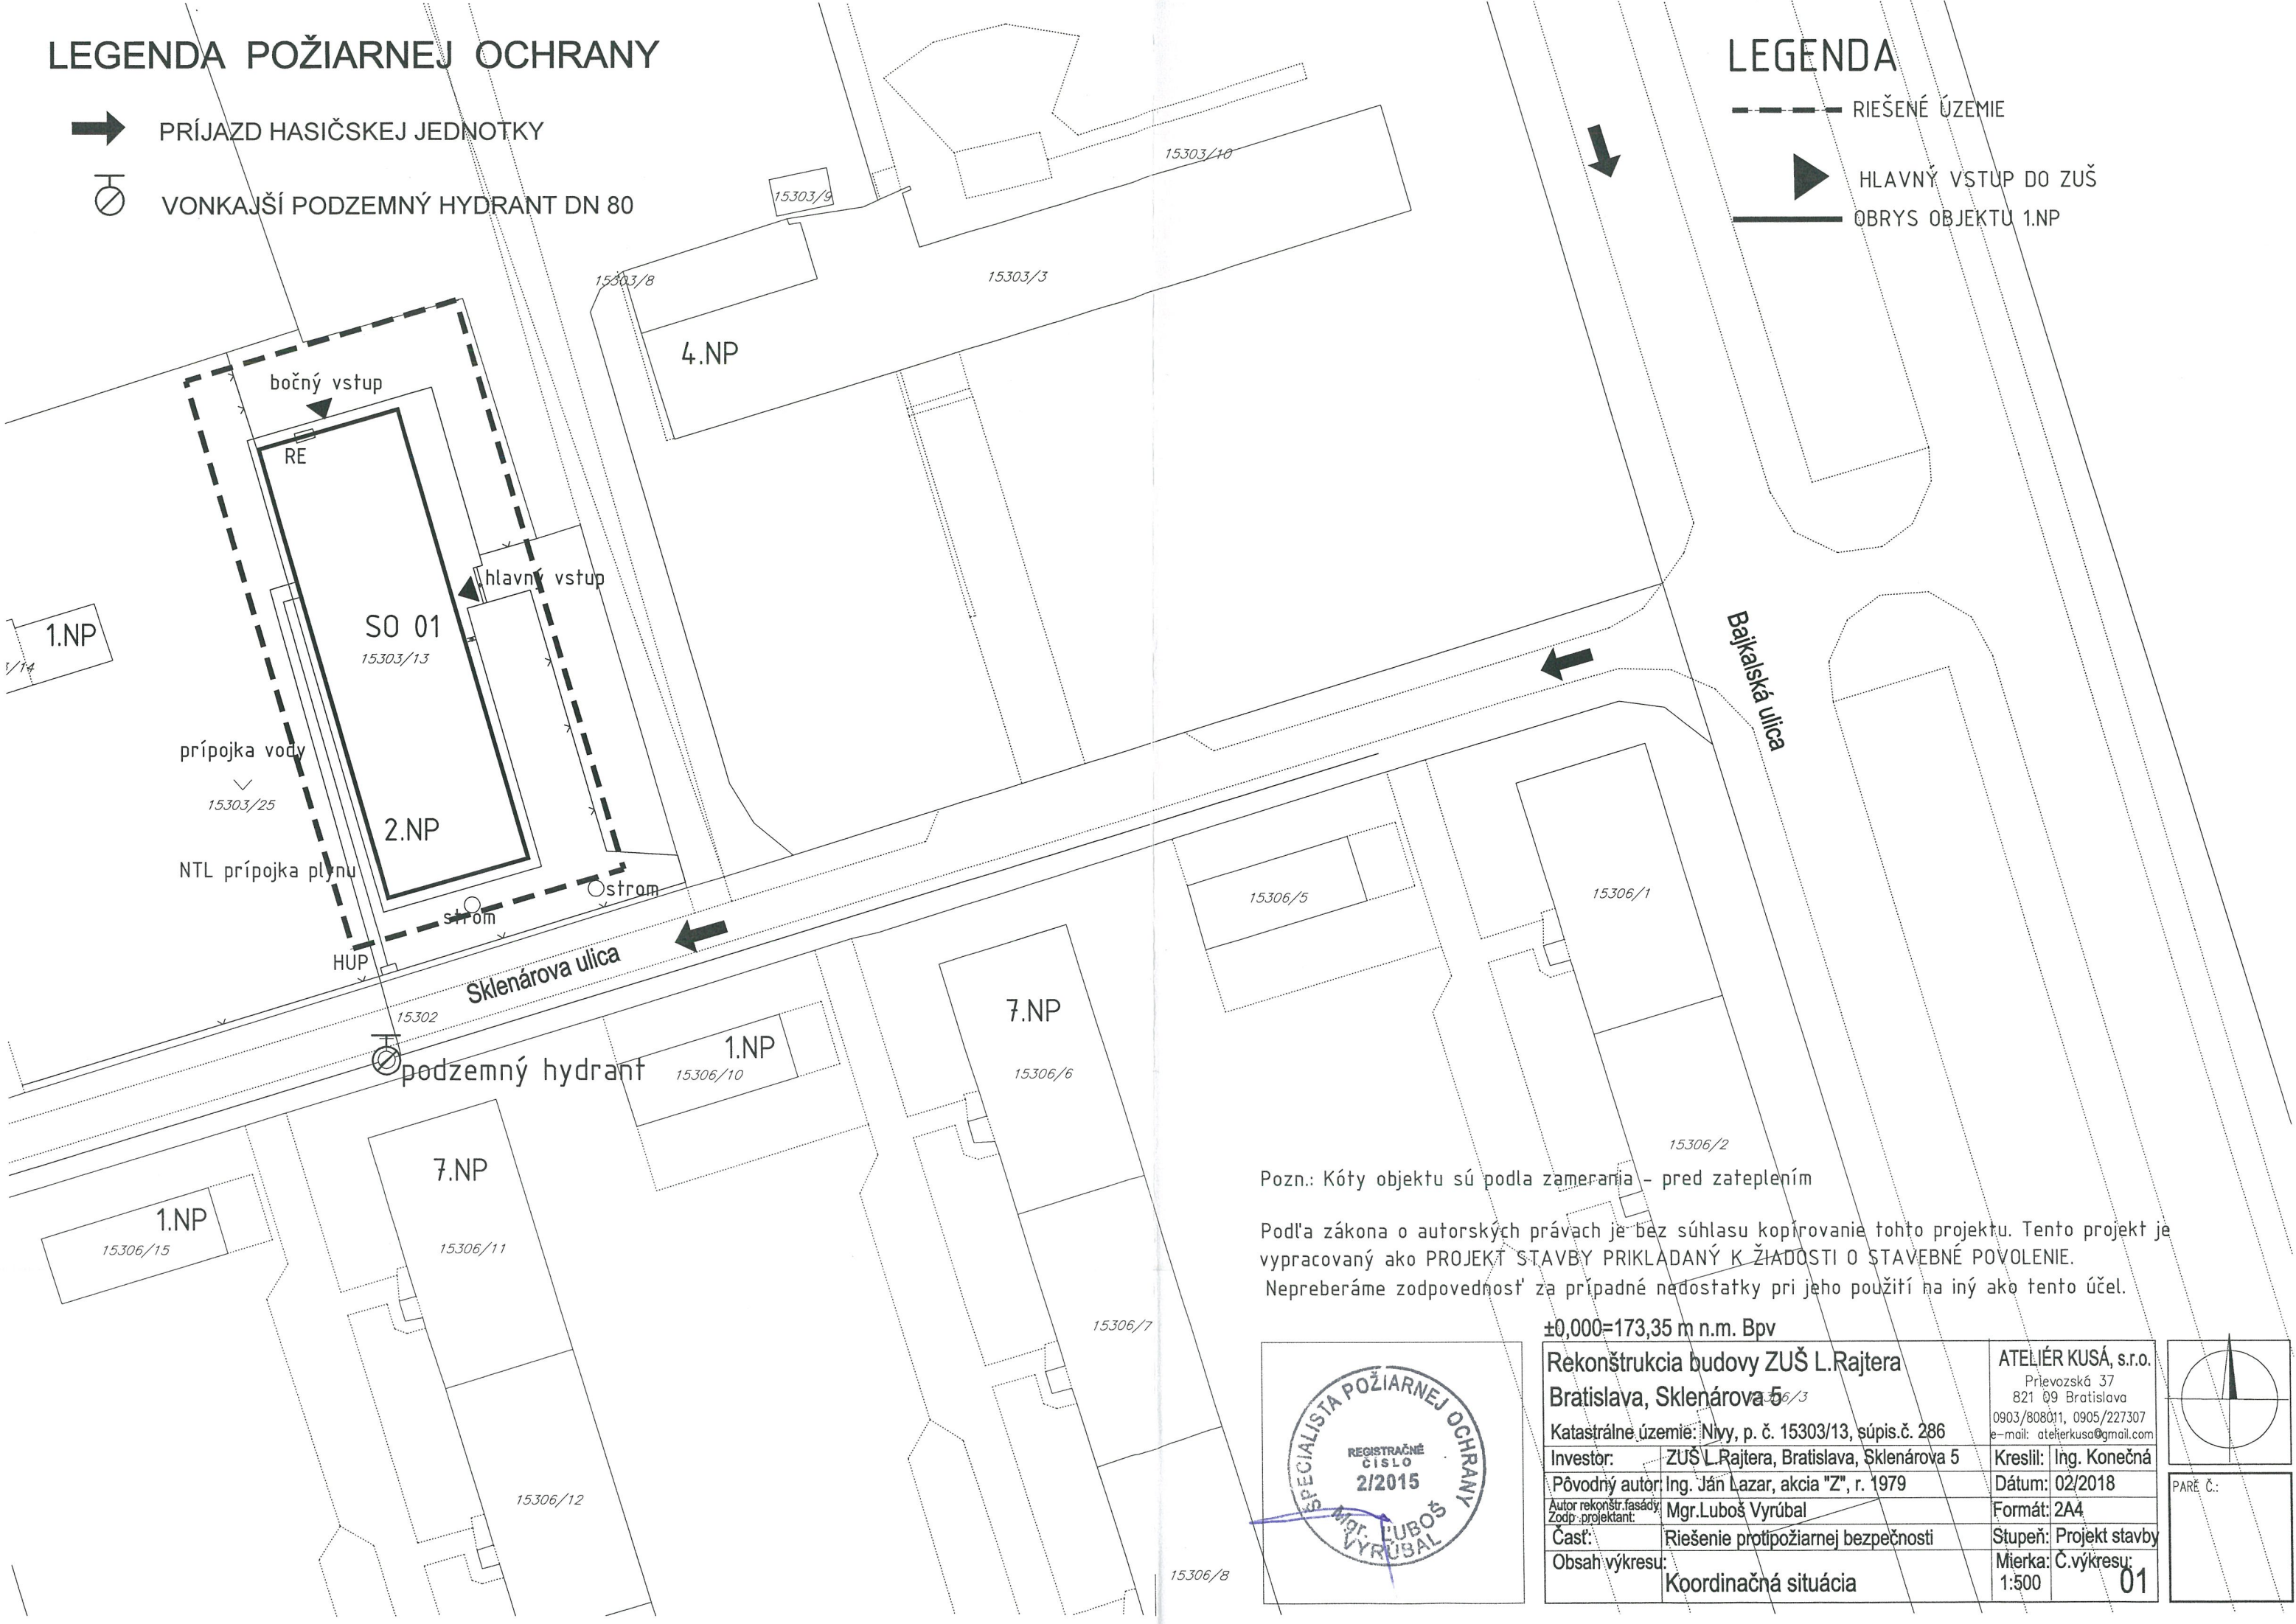 LEGENDA POŽIARNEJ OCHRANY
PRÍJAZD HASIČSKEJ JEDNOTKY
VONKAJŠÍ PODZEMNÝ HYDRANT DN 80
LEGENDA
RIEŠENÉ ÚZEMIE
HLAVNÝ VSTUP DO ZUŠ
OBRYS OBJEKTU 1.NP
15303/10
15303/9
15303/8
15303/3
4.NP
bočný vstup
RE
hlavný vstup
SO 01
15303/13
1.NP
/14
Bajkalská ulica
prípojka vody
15303/25
2.NP
NTL prípojka plynu
strom
strom
HUP
Sklenárova ulica
15302
podzemný hydrant
15306/5
15306/1
7.NP
15306/6
1.NP
15306/10
7.NP
15306/11
1.NP
15306/15
15306/2
15306/7
15306/12
15306/8
Pozn.: Kóty objektu sú podla zamerania - pred zateplením
Podľa zákona o autorských právach je bez súhlasu kopírovanie tohto projektu. Tento projekt je
vypracovaný ako PROJEKT STAVBY PRIKLADANÝ K ŽIADOSTI O STAVEBNÉ POVOLENIE.
Nepreberáme zodpovednosť za prípadné nedostatky pri jeho použití na iný ako tento účel.
±0,000=173,35 m n.m. Bpv
ŠPECIALISTA POŽIARNEJ OCHRANY
REGISTRAČNÉ
ČÍSLO
2/2015
Mgr. ĽUBOŠ
VYRÚBAL
Rekonštrukcia budovy ZUŠ L.Rajtera
Bratislava, Sklenárova 5
15306/3
Katastrálne územie: Nivy, p. č. 15303/13, súpis.č. 286
ATELIÉR KUSÁ, s.r.o.
Prievozská 37
821 09 Bratislava
0903/808011, 0905/227307
e-mail: atelierkusa@gmail.com
Investor: ZUŠ L.Rajtera, Bratislava, Sklenárova 5 Kreslil: Ing. Konečná
Pôvodný autor: Ing. Ján Lazar, akcia "Z", r. 1979 Dátum: 02/2018
Autor rekonštr.fasády
Zodp .projektant: Mgr.Luboš Vyrúbal Formát: 2A4
Časť: Riešenie protipožiarnej bezpečnosti Stupeň: Projekt stavby
Obsah výkresu: Koordinačná situácia
Mierka: 1:500
Č.výkresu: 01
PARÉ Č.: